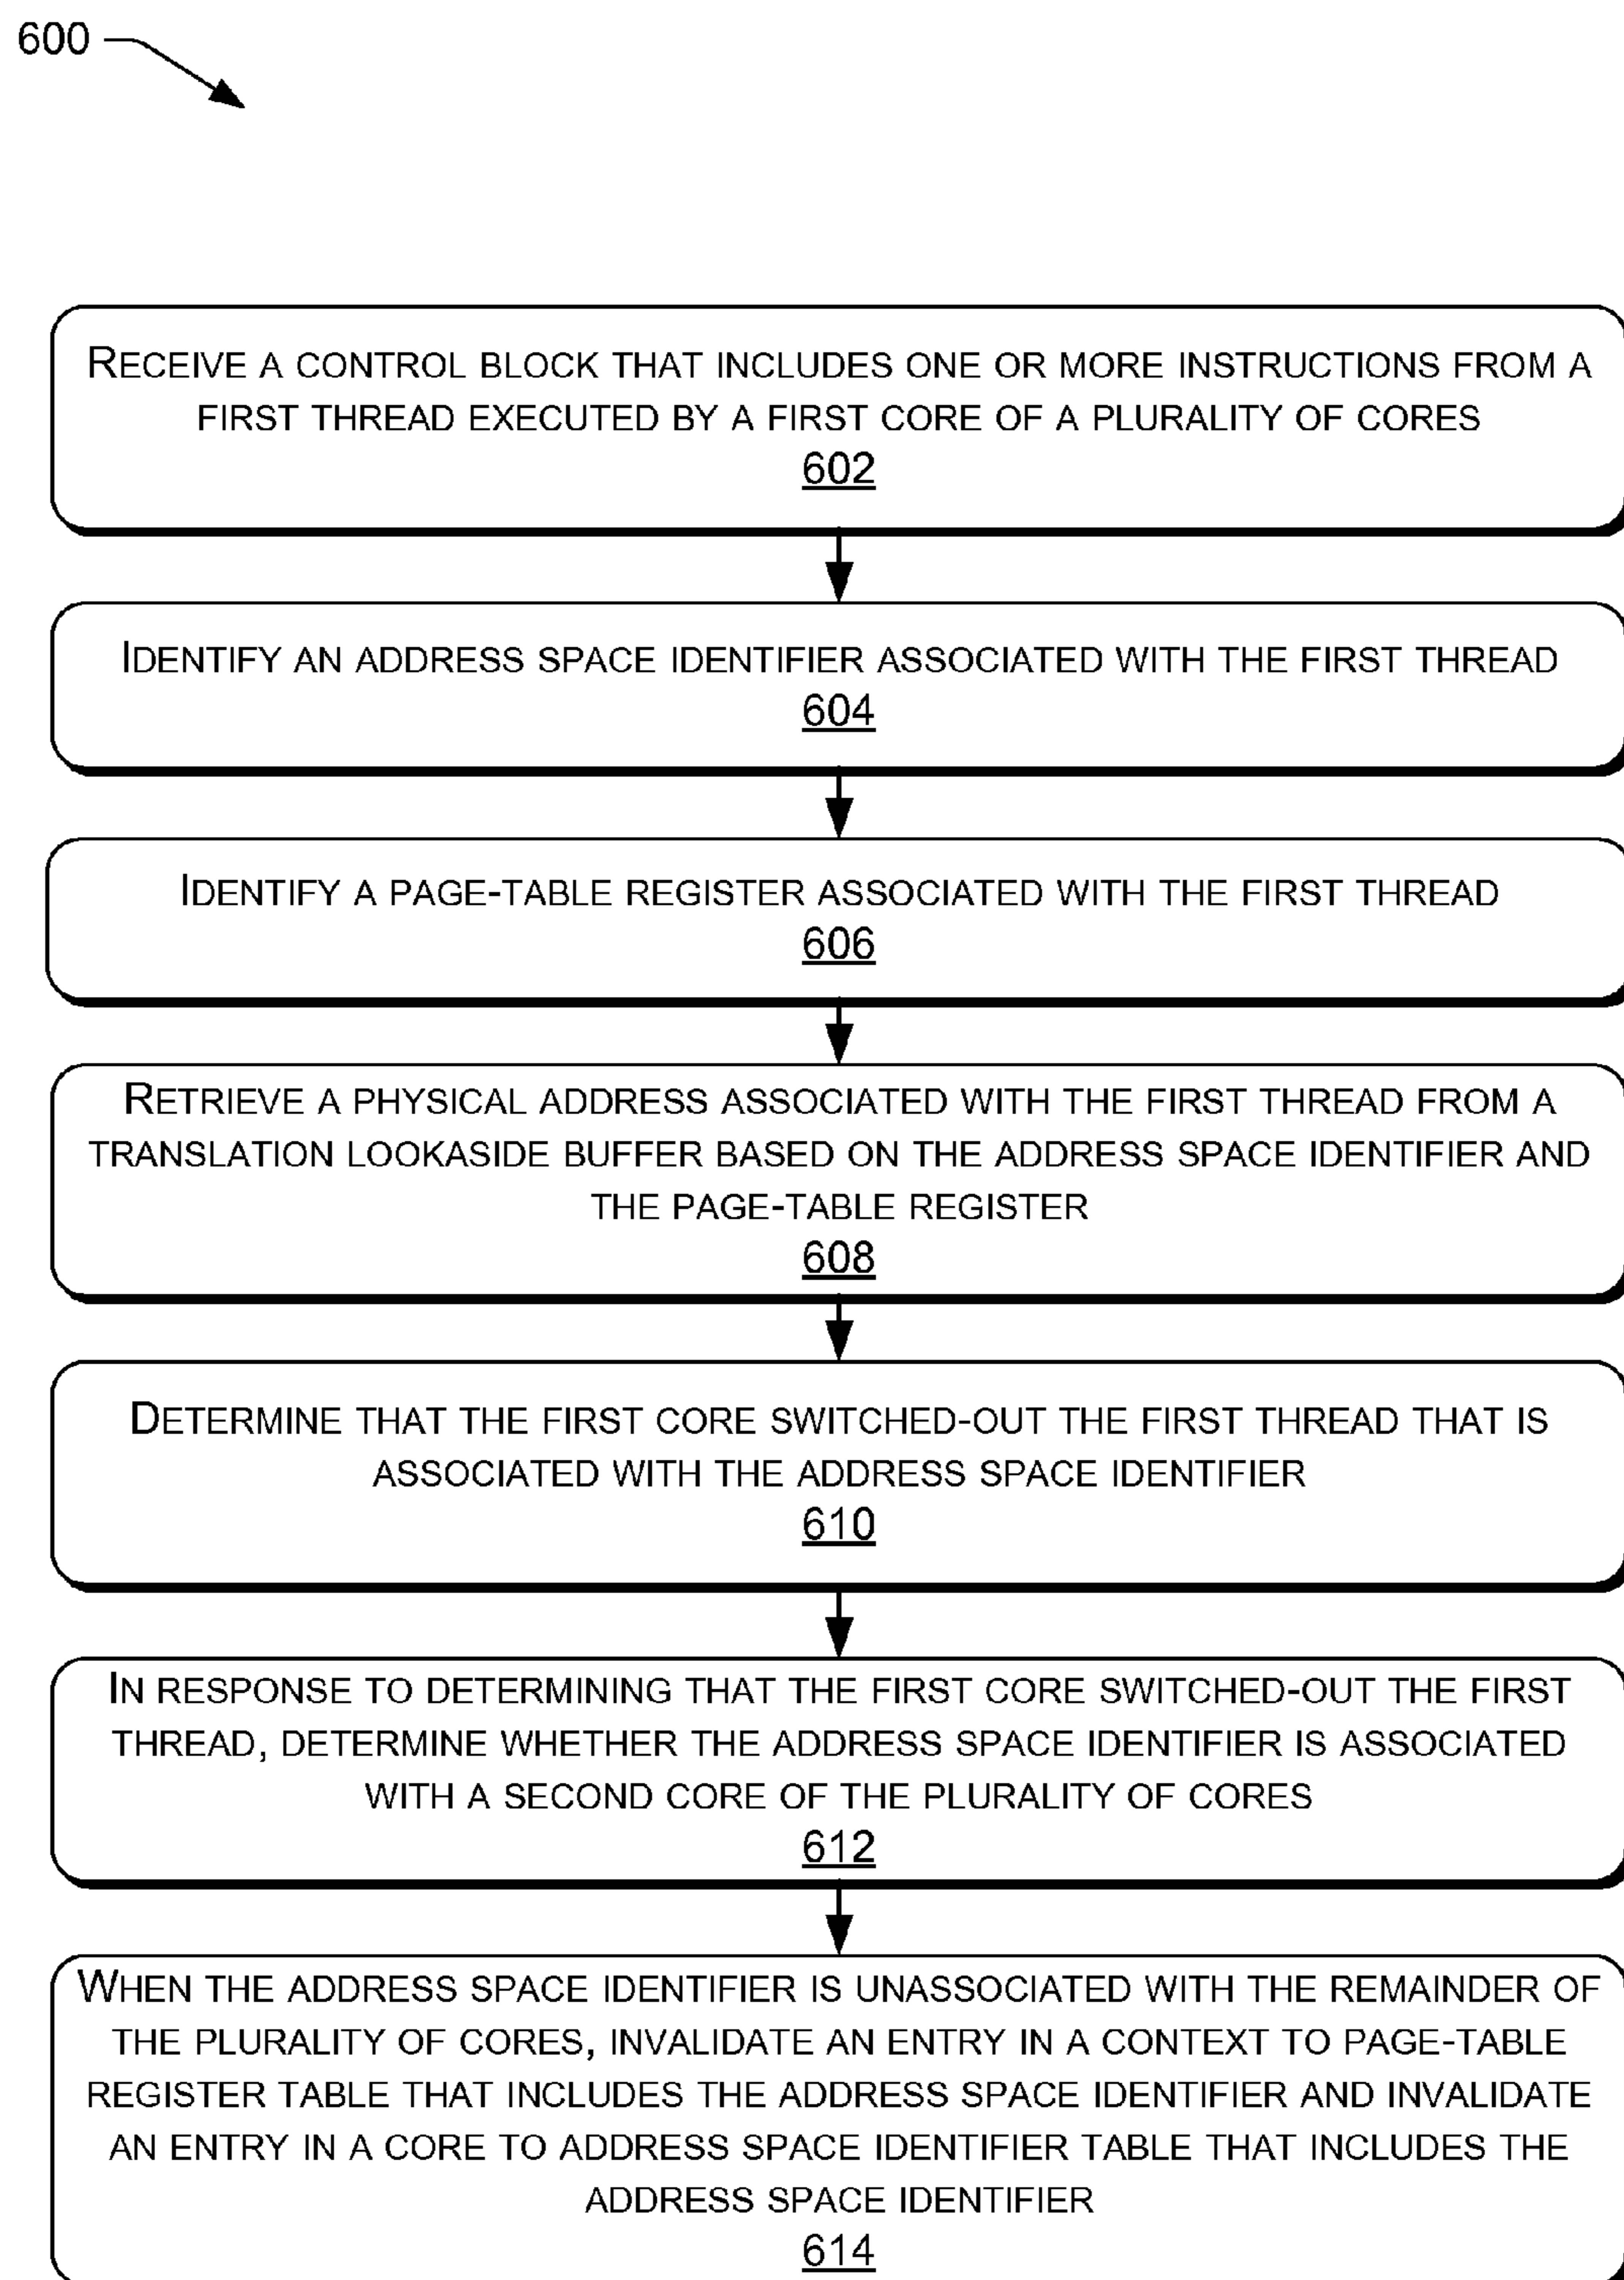 600
RECEIVE A CONTROL BLOCK THAT INCLUDES ONE OR MORE INSTRUCTIONS FROM A
FIRST THREAD EXECUTED BY A FIRST CORE OF A PLURALITY OF CORES
602
IDENTIFY AN ADDRESS SPACE IDENTIFIER ASSOCIATED WITH THE FIRST THREAD
604
IDENTIFY A PAGE-TABLE REGISTER ASSOCIATED WITH THE FIRST THREAD
606
RETRIEVE A PHYSICAL ADDRESS ASSOCIATED WITH THE FIRST THREAD FROM A
TRANSLATION LOOKASIDE BUFFER BASED ON THE ADDRESS SPACE IDENTIFIER AND
THE PAGE-TABLE REGISTER
608
DETERMINE THAT THE FIRST CORE SWITCHED-OUT THE FIRST THREAD THAT IS
ASSOCIATED WITH THE ADDRESS SPACE IDENTIFIER
610
IN RESPONSE TO DETERMINING THAT THE FIRST CORE SWITCHED-OUT THE FIRST
THREAD, DETERMINE WHETHER THE ADDRESS SPACE IDENTIFIER IS ASSOCIATED
WITH A SECOND CORE OF THE PLURALITY OF CORES
612
WHEN THE ADDRESS SPACE IDENTIFIER IS UNASSOCIATED WITH THE REMAINDER OF
THE PLURALITY OF CORES, INVALIDATE AN ENTRY IN A CONTEXT TO PAGE-TABLE
REGISTER TABLE THAT INCLUDES THE ADDRESS SPACE IDENTIFIER AND INVALIDATE
AN ENTRY IN A CORE TO ADDRESS SPACE IDENTIFIER TABLE THAT INCLUDES THE
ADDRESS SPACE IDENTIFIER
614